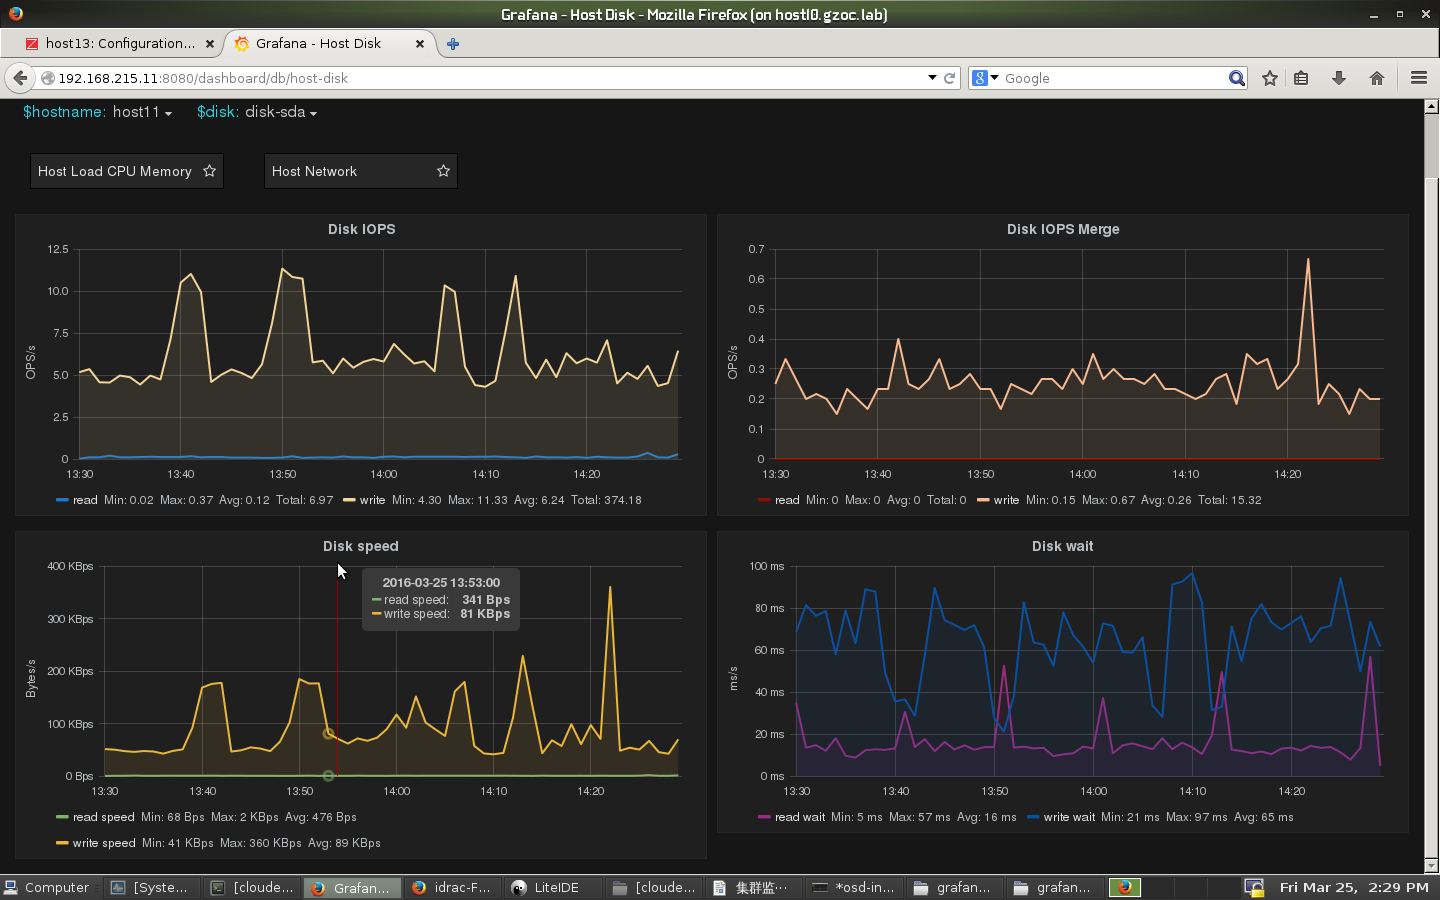 Grafana - Host Disk - Mozilla Firefox (on host10.gzoc.lab)
host13: Configuration... Grafana - Host Disk
192.168.215.11:8080/dashboard/db/host-disk Google
$hostname: host11 $disk: disk-sda
Host Load CPU Memory Host Network
Disk IOPS
12.5
10.0
7.5
5.0
2.5
0
OPS/s
13:30 13:40 13:50 14:00 14:10 14:20
read Min: 0.02 Max: 0.37 Avg: 0.12 Total: 6.97 write Min: 4.30 Max: 11.33 Avg: 6.24 Total: 374.18
Disk IOPS Merge
0.7
0.6
0.5
0.4
0.3
0.2
0.1
0
OPS/s
13:30 13:40 13:50 14:00 14:10 14:20
read Min: 0 Max: 0 Avg: 0 Total: 0 write Min: 0.15 Max: 0.67 Avg: 0.26 Total: 15.32
Disk speed
400 KBps
300 KBps
200 KBps
100 KBps
0 Bps
Bytes/s
2016-03-25 13:53:00
read speed: 341 Bps
write speed: 81 KBps
13:30 13:40 13:50 14:00 14:10 14:20
read speed Min: 68 Bps Max: 2 KBps Avg: 476 Bps
write speed Min: 41 KBps Max: 360 KBps Avg: 89 KBps
Disk wait
100 ms
80 ms
60 ms
40 ms
20 ms
0 ms
ms/s
13:30 13:40 13:50 14:00 14:10 14:20
read wait Min: 5 ms Max: 57 ms Avg: 16 ms write wait Min: 21 ms Max: 97 ms Avg: 65 ms
Computer [Syste... [cloude... Grafan... idrac-F... LiteIDE [cloude... 集群监... *osd-in... grafan... grafan... Fri Mar 25, 2:29 PM